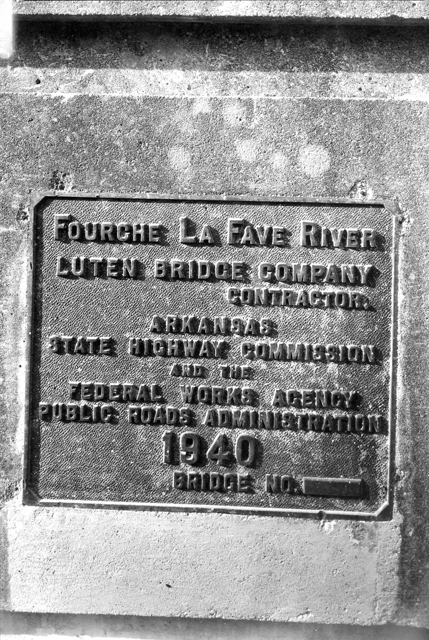 FOURCHE LA FAVE RIVER
LUTEN BRIDGE COMPANY
CONTRACTOR.
ARKANSAS
STATE HIGHWAY COMMISSION
AND THE
FEDERAL WORKS AGENCY
PUBLIC ROADS ADMINISTRATION
1940
BRIDGE NO.